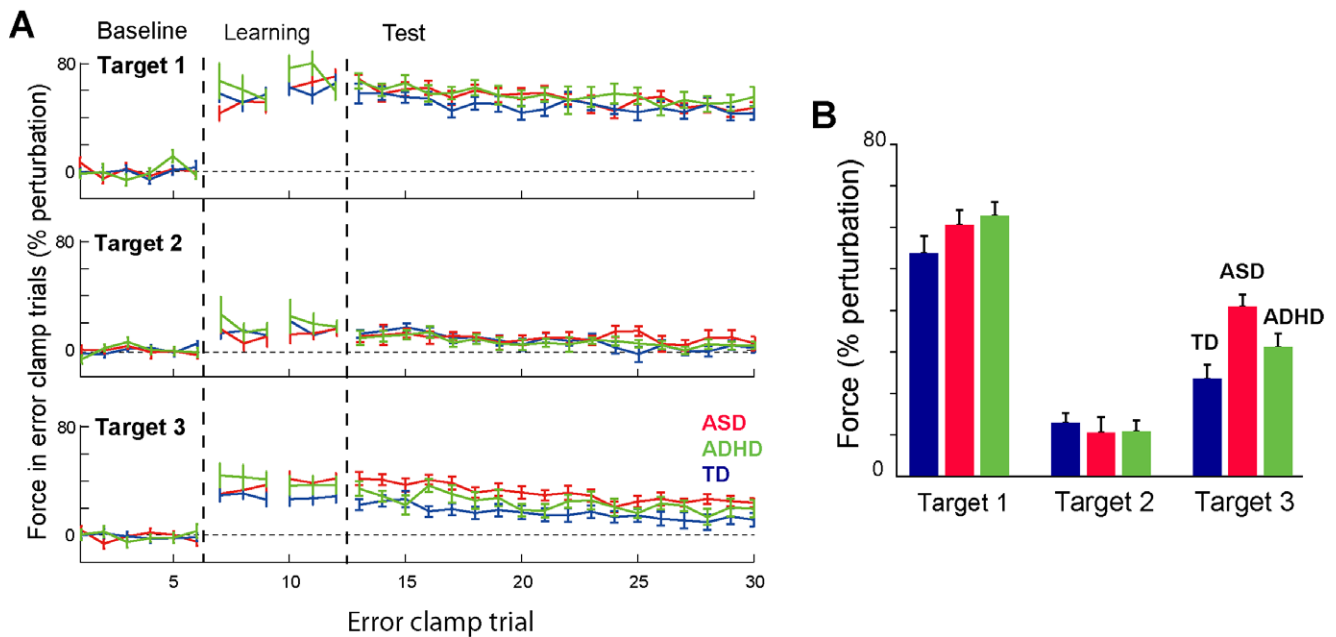 A
Baseline
Learning
Test
Force in error clamp trials (% perturbation)
Target 1
80
0
Target 2
80
0
Target 3
80
0
ASD
ADHD
TD
5
10
15
20
25
30
Error clamp trial
B
Force (% perturbation)
80
0
TD
ASD
ADHD
Target 1
Target 2
Target 3